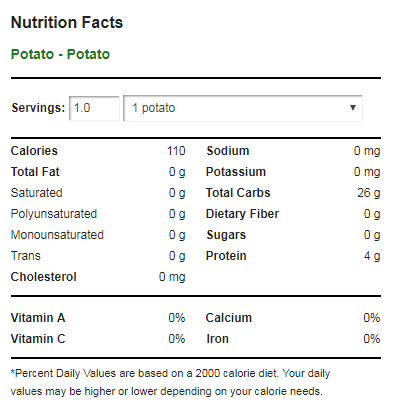 Nutrition Facts
Potato - Potato
Servings: 1.0 1 potato
Calories 110 Sodium 0 mg
Total Fat 0 g Potassium 0 mg
Saturated 0 g Total Carbs 26 g
Polyunsaturated 0 g Dietary Fiber 0 g
Monounsaturated 0 g Sugars 0 g
Trans 0 g Protein 4 g
Cholesterol 0 mg
Vitamin A 0% Calcium 0%
Vitamin C 0% Iron 0%
*Percent Daily Values are based on a 2000 calorie diet. Your daily
values may be higher or lower depending on your calorie needs.